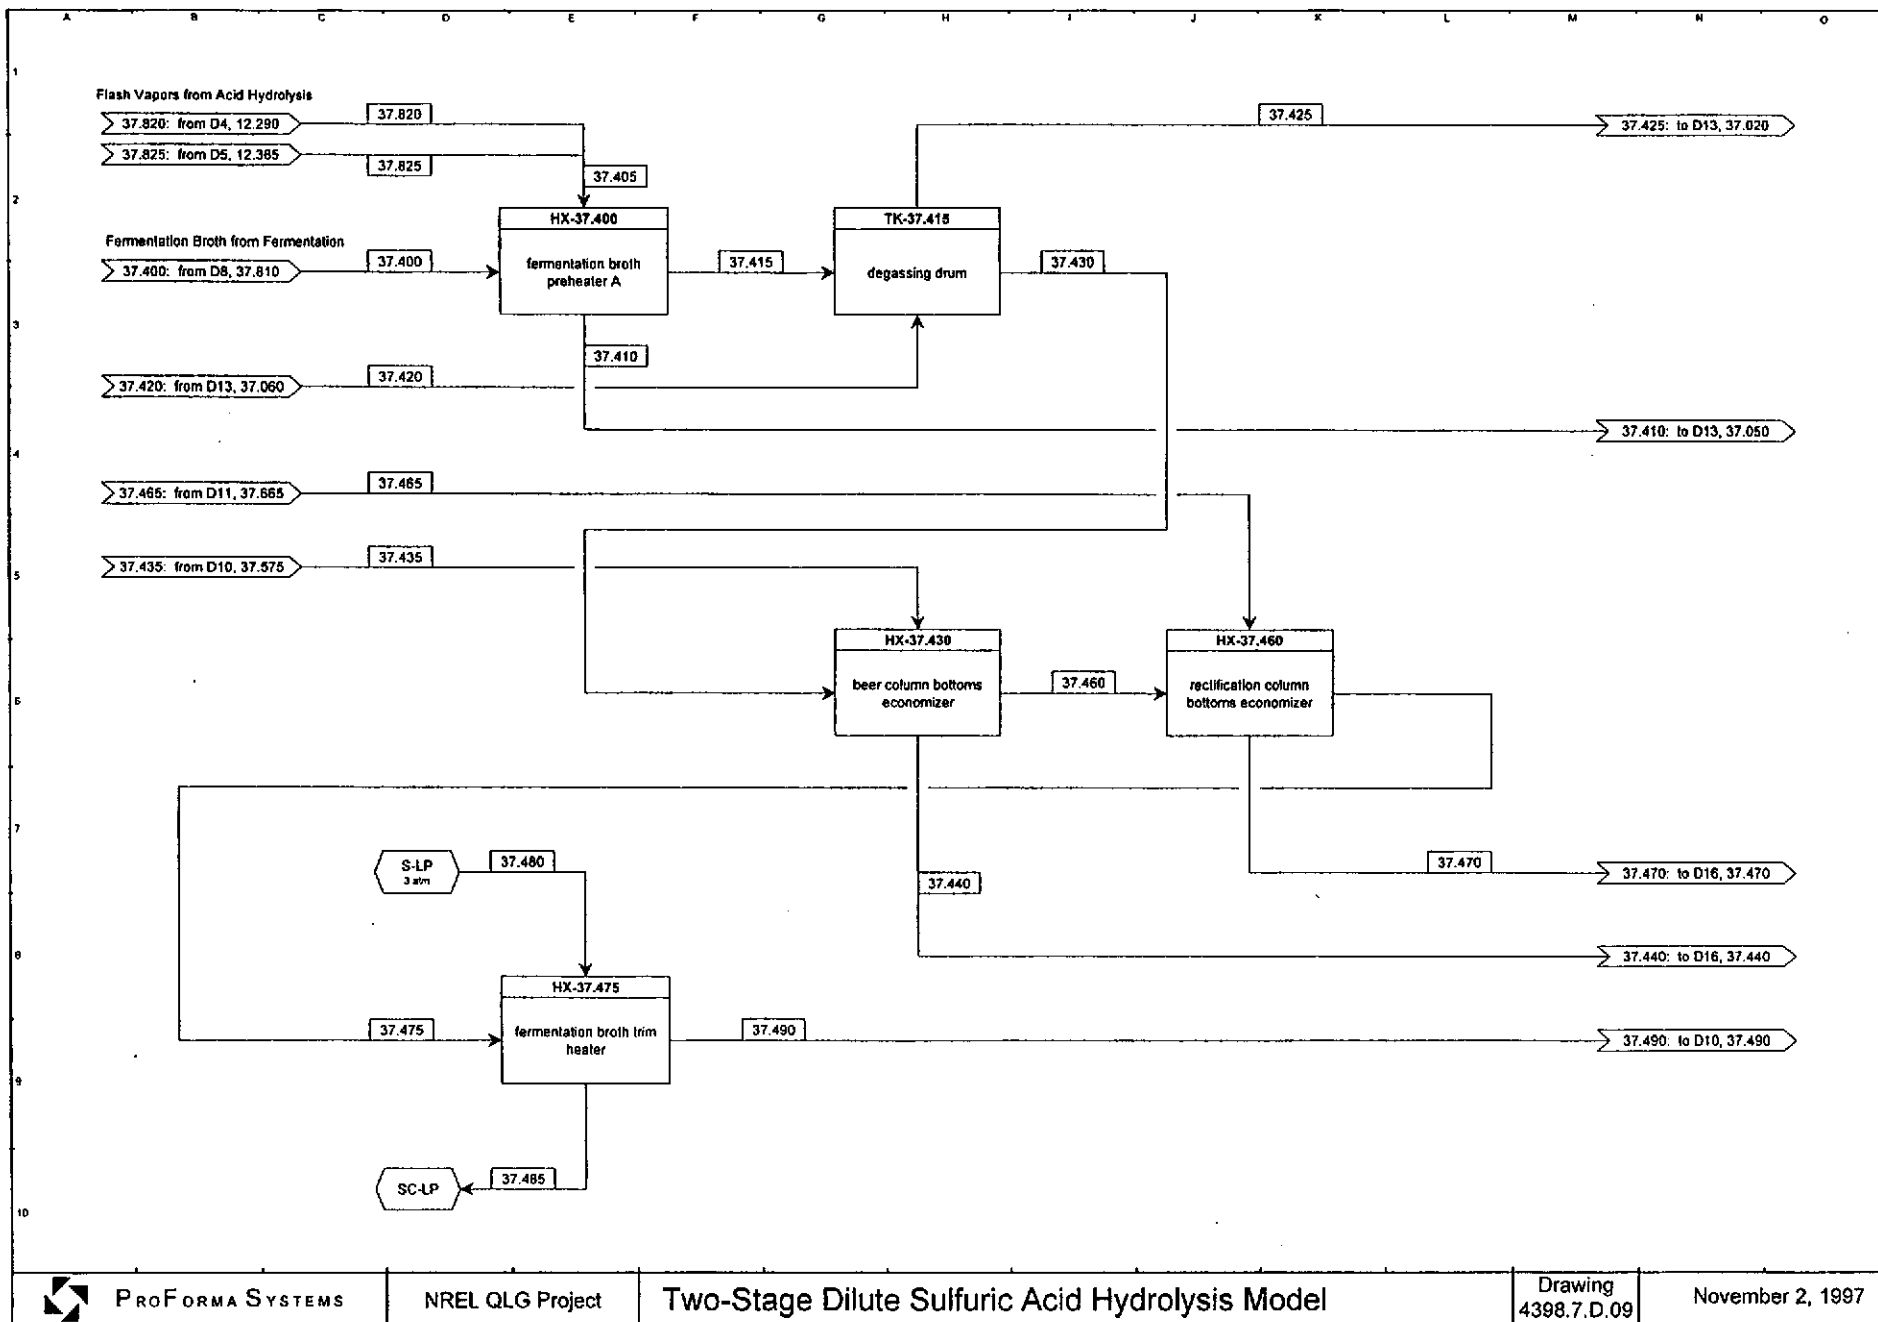 A B C D E F G H I J K L M N O
1
Flash Vapors from Acid Hydrolysis
37.820: from D4, 12.290
37.820
37.425
37.425: to D13, 37.020
37.825: from D5, 12.365
37.825
37.405
2
HX-37.400
TK-37.415
Fermentation Broth from Fermentation
37.400: from D8, 37.810
37.400
fermentation broth
preheater A
37.415
degassing drum
37.430
3
37.410
37.420: from D13, 37.060
37.420
37.410: to D13, 37.050
4
37.465: from D11, 37.665
37.465
37.435: from D10, 37.575
37.435
5
HX-37.430
HX-37.460
beer column bottoms
economizer
37.460
rectification column
bottoms economizer
6
7
S-LP
3 atm
37.480
37.440
37.470
37.470: to D16, 37.470
8
37.440: to D16, 37.440
HX-37.475
37.475
fermentation broth trim
heater
37.490
37.490: to D10, 37.490
9
SC-LP
37.485
10
PROFORMA SYSTEMS
NREL QLG Project
Two-Stage Dilute Sulfuric Acid Hydrolysis Model
Drawing
4398.7.D.09
November 2, 1997